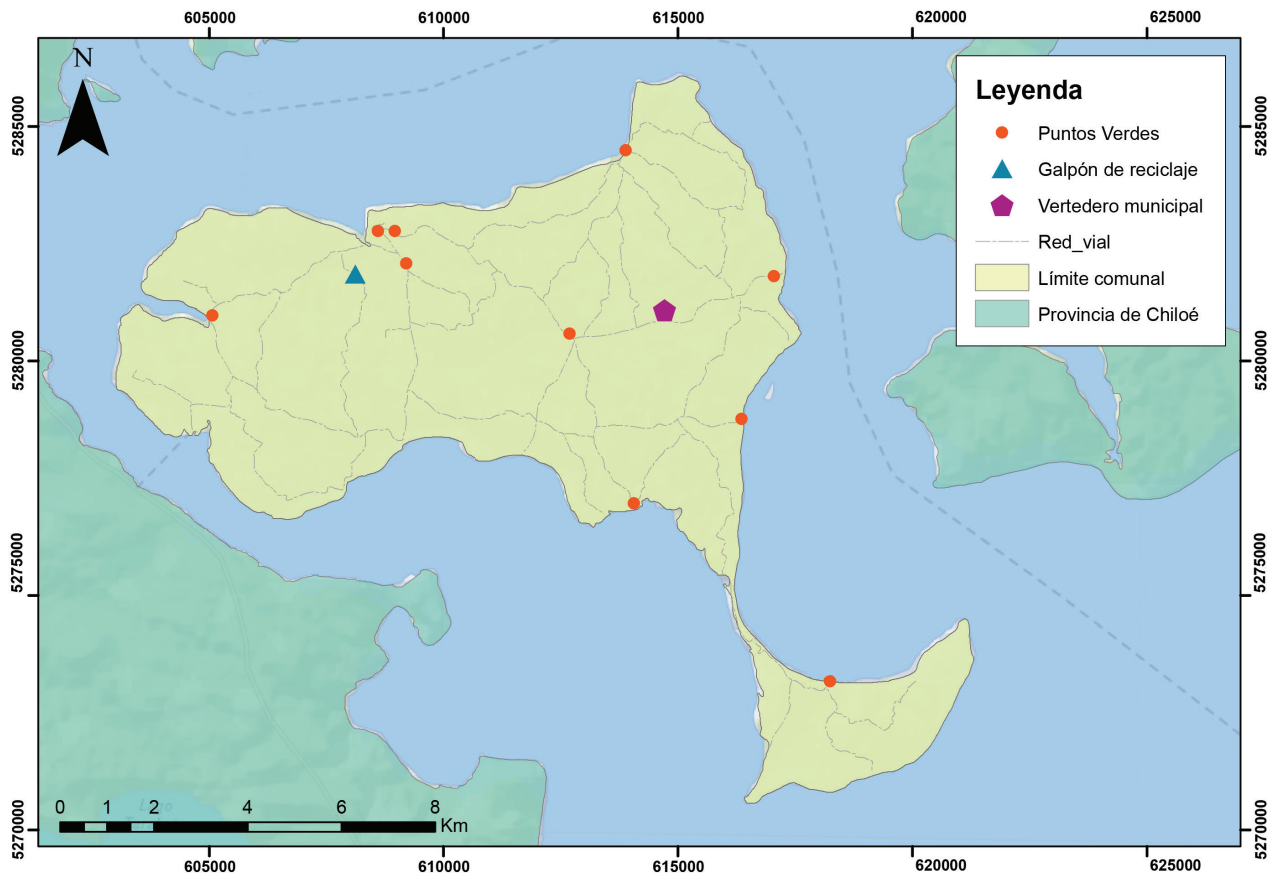 605000 610000 615000 620000 625000
N
5285000
5280000
5275000
5270000
Leyenda
Puntos Verdes
Galpón de reciclaje
Vertedero municipal
Red_vial
Límite comunal
Provincia de Chiloé
5285000
5280000
5275000
5270000
0 1 2 4 6 8
Km
605000 610000 615000 620000 625000